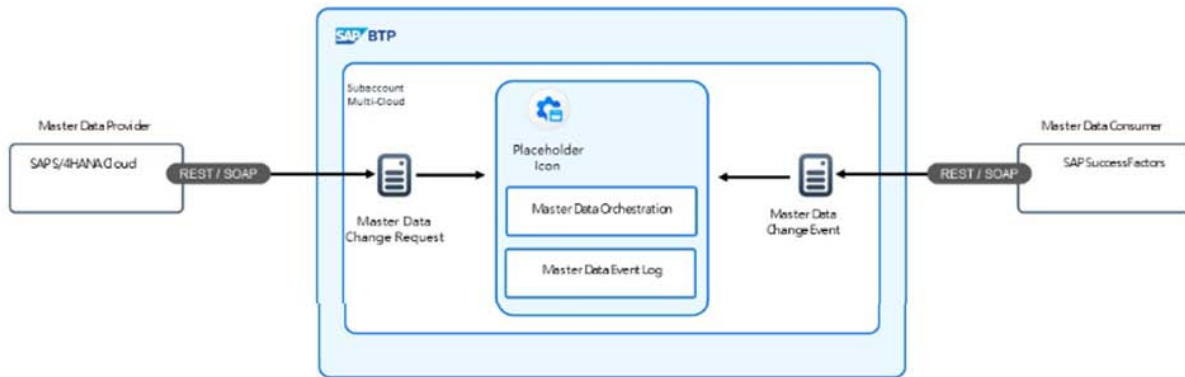 SAP BTP
Subaccount
Multi-Cloud
Master Data Provider
SAP S/4HANA Cloud
REST / SOAP
Master Data
Change Request
Placeholder
Icon
Master Data Orchestration
Master Data Event Log
Master Data
Change Event
REST / SOAP
Master Data Consumer
SAP SuccessFactors